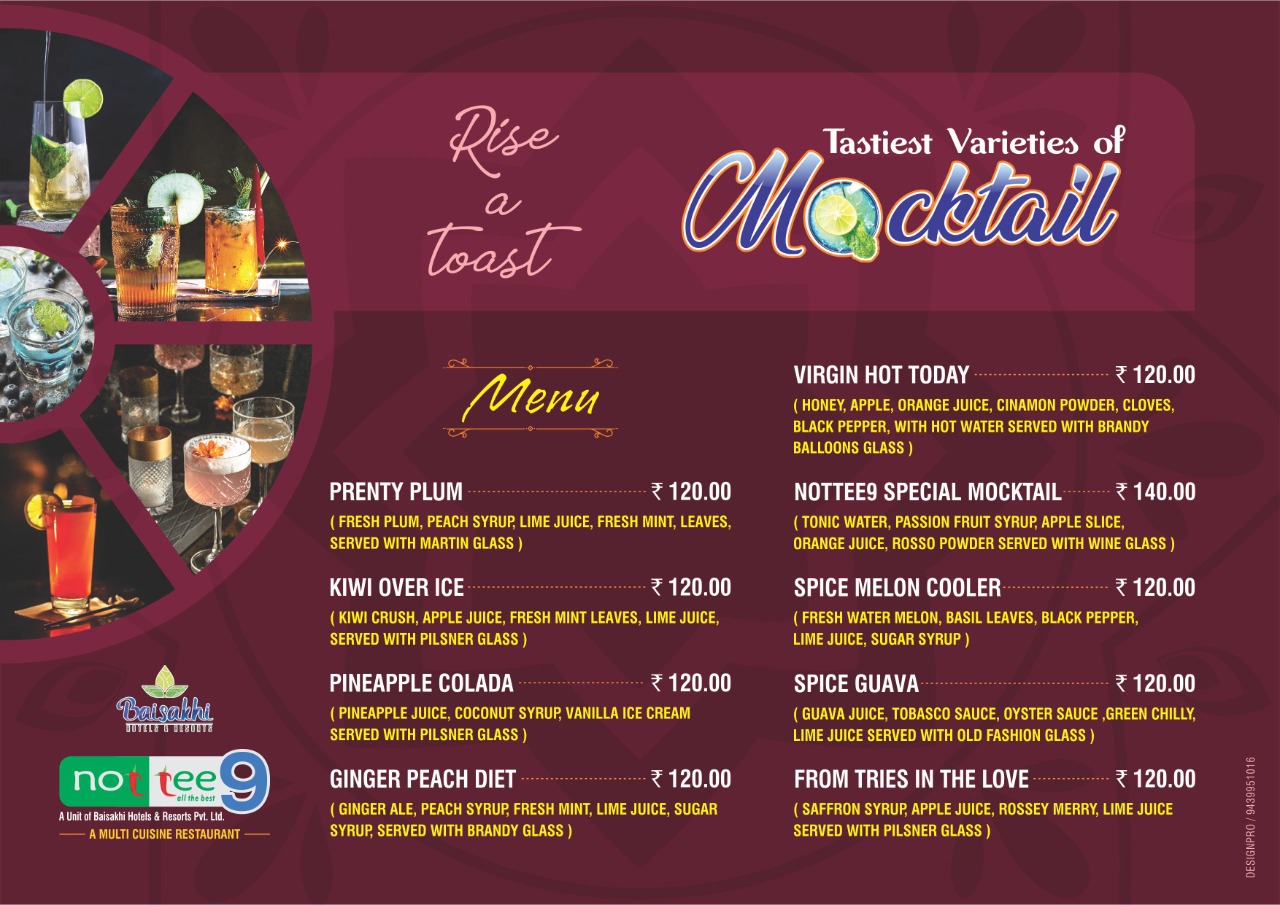 Rise
a
toast
Tastiest Varieties of
Mocktail
Menu
PRENTY PLUM ₹ 120.00
( FRESH PLUM, PEACH SYRUP, LIME JUICE, FRESH MINT, LEAVES,
SERVED WITH MARTIN GLASS )
KIWI OVER ICE ₹ 120.00
( KIWI CRUSH, APPLE JUICE, FRESH MINT LEAVES, LIME JUICE,
SERVED WITH PILSNER GLASS )
PINEAPPLE COLADA ₹ 120.00
( PINEAPPLE JUICE, COCONUT SYRUP, VANILLA ICE CREAM
SERVED WITH PILSNER GLASS )
GINGER PEACH DIET ₹ 120.00
( GINGER ALE, PEACH SYRUP, FRESH MINT, LIME JUICE, SUGAR
SYRUP, SERVED WITH BRANDY GLASS )
VIRGIN HOT TODAY ₹ 120.00
( HONEY, APPLE, ORANGE JUICE, CINAMON POWDER, CLOVES,
BLACK PEPPER, WITH HOT WATER SERVED WITH BRANDY
BALLOONS GLASS )
NOTTEE9 SPECIAL MOCKTAIL ₹ 140.00
( TONIC WATER, PASSION FRUIT SYRUP, APPLE SLICE,
ORANGE JUICE, ROSSO POWDER SERVED WITH WINE GLASS )
SPICE MELON COOLER ₹ 120.00
( FRESH WATER MELON, BASIL LEAVES, BLACK PEPPER,
LIME JUICE, SUGAR SYRUP )
SPICE GUAVA ₹ 120.00
( GUAVA JUICE, TOBASCO SAUCE, OYSTER SAUCE ,GREEN CHILLY,
LIME JUICE SERVED WITH OLD FASHION GLASS )
FROM TRIES IN THE LOVE ₹ 120.00
( SAFFRON SYRUP, APPLE JUICE, ROSSEY MERRY, LIME JUICE
SERVED WITH PILSNER GLASS )
Baisakhi
HOTELS & RESORTS
nottee9
all the best
A Unit of Baisakhi Hotels & Resorts Pvt. Ltd.
A MULTI CUISINE RESTAURANT
DESIGNPRO / 9439951016